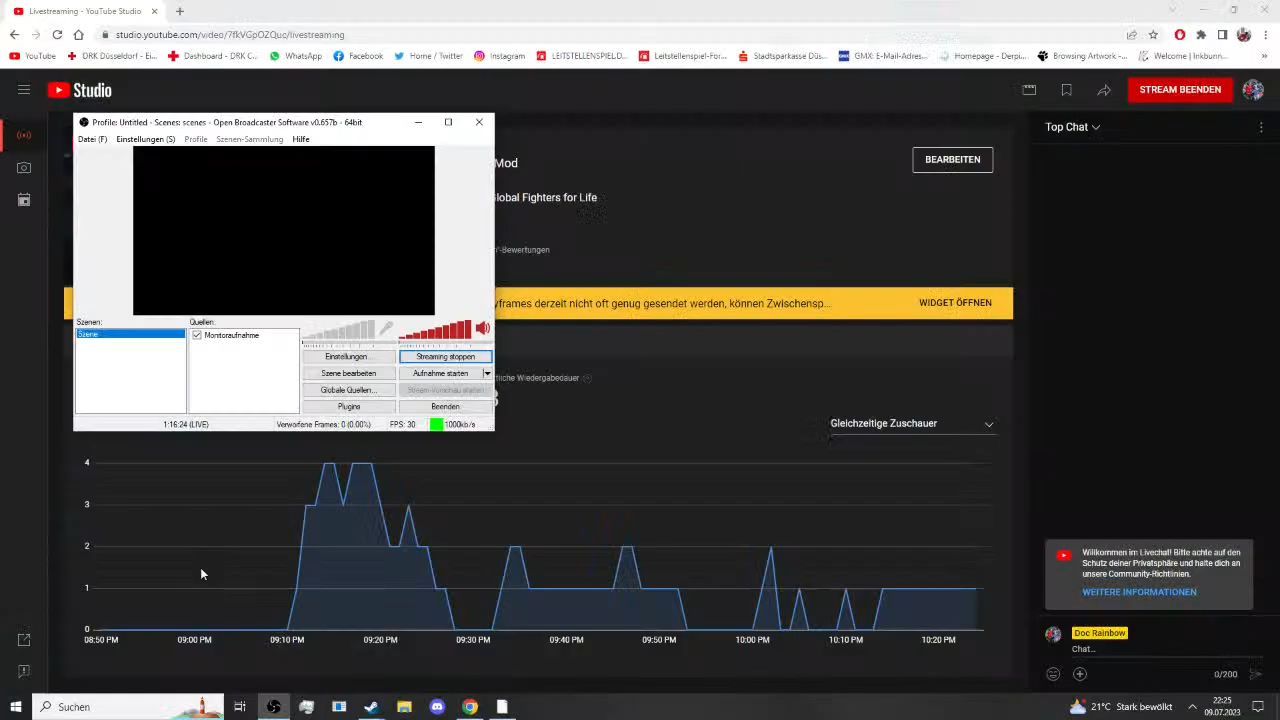 Livestreaming - YouTube Studio
studio.youtube.com/video/7fkVGpOZQuc/livestreaming
YouTube
DRK Düsseldorf - Ei...
Dashboard - DRK C...
WhatsApp
Facebook
Home / Twitter
Instagram
LEITSTELLENSPIEL.D...
Leitstellenspiel-For...
Stadtsparkasse Düs...
GMX: E-Mail-Adres...
Homepage - Derpi...
Browsing Artwork -...
Welcome | Inkbunn...
»
Studio
STREAM BEENDEN
Profile: Untitled - Scenes: scenes - Open Broadcaster Software v0.657b - 64bit
Datei (F)
Einstellungen (S)
Profile
Szenen-Sammlung
Hilfe
Szenen:
Szene
Quellen:
Monitoraufnahme
Einstellungen...
Streaming stoppen
Szene bearbeiten
Aufnahme starten
Globale Quellen...
Stream-Vorschau starten
Plugins
Beenden
1:16:24 (LIVE)
Verworfene Frames: 0 (0.00%)
FPS: 30
1000kb/s
Mod
BEARBEITEN
Global Fighters for Life
n"-Bewertungen
yframes derzeit nicht oft genug gesendet werden, können Zwischensp...
WIDGET ÖFFNEN
tliche Wiedergabedauer
Gleichzeitige Zuschauer
4
3
2
1
0
08:50 PM
09:00 PM
09:10 PM
09:20 PM
09:30 PM
09:40 PM
09:50 PM
10:00 PM
10:10 PM
10:20 PM
Top Chat
Willkommen im Livechat! Bitte achte auf den
Schutz deiner Privatsphäre und halte dich an
unsere Community-Richtlinien.
WEITERE INFORMATIONEN
Doc Rainbow
Chat...
0/200
Suchen
21°C Stark bewölkt
22:25
09.07.2023